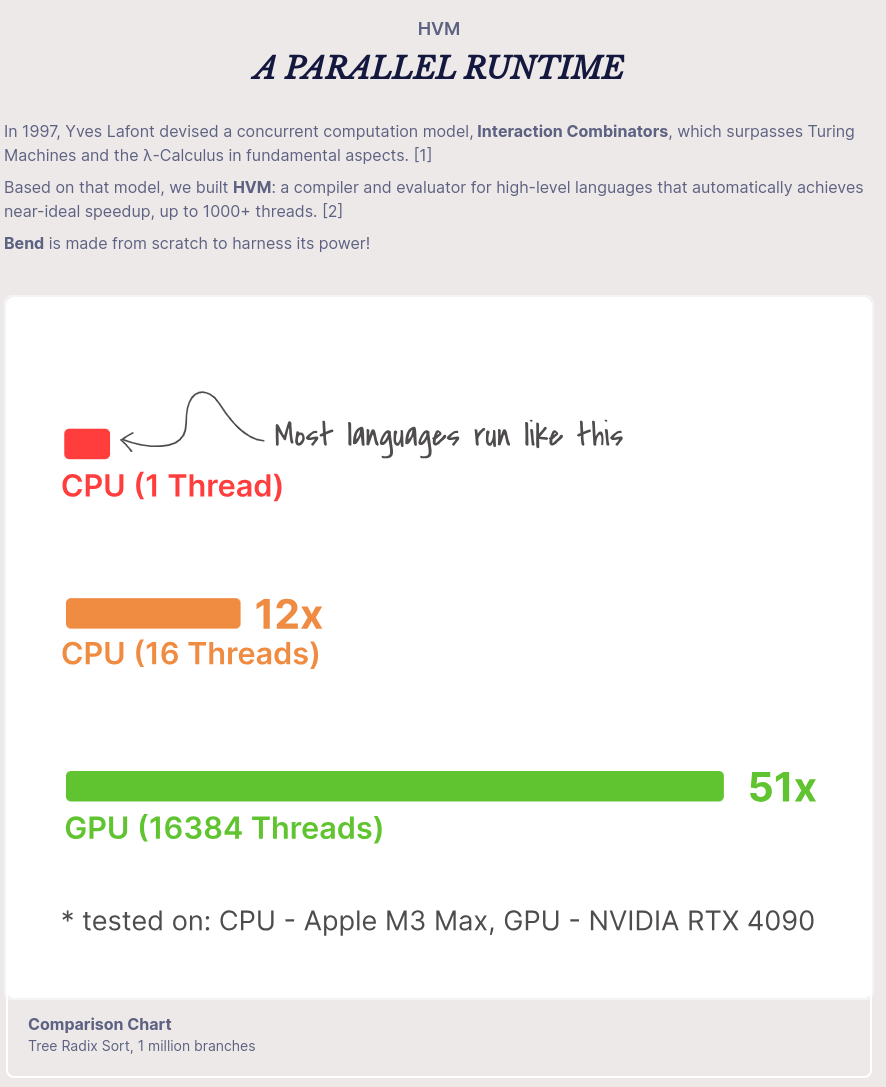 HVM
A PARALLEL RUNTIME
In 1997, Yves Lafont devised a concurrent computation model, Interaction Combinators, which surpasses Turing
Machines and the λ-Calculus in fundamental aspects. [1]
Based on that model, we built HVM: a compiler and evaluator for high-level languages that automatically achieves
near-ideal speedup, up to 1000+ threads. [2]
Bend is made from scratch to harness its power!
Most languages run like this
CPU (1 Thread)
12x
CPU (16 Threads)
51x
GPU (16384 Threads)
* tested on: CPU - Apple M3 Max, GPU - NVIDIA RTX 4090
Comparison Chart
Tree Radix Sort, 1 million branches